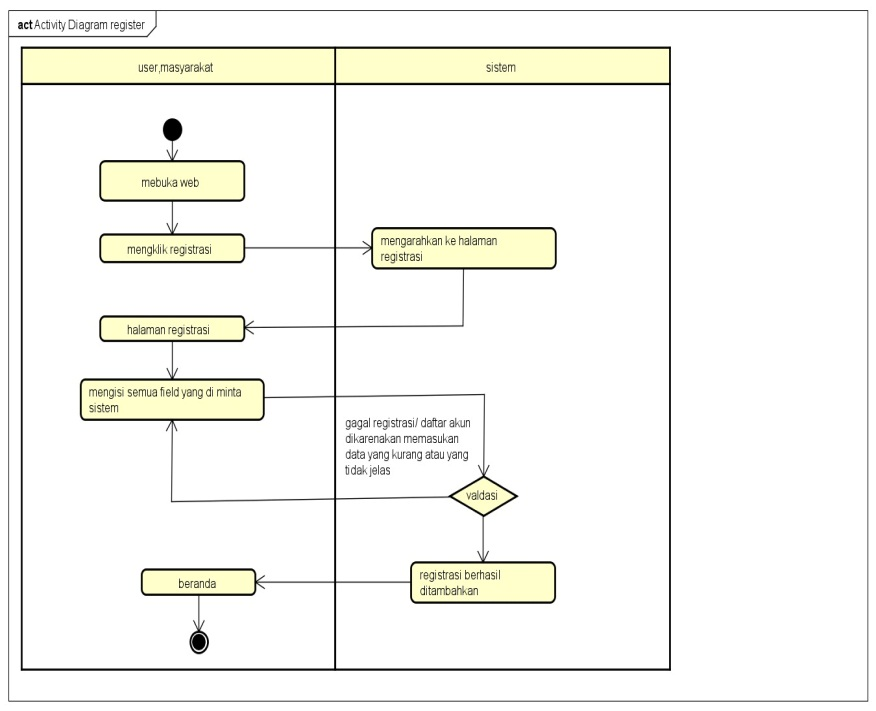 act Activity Diagram register
user,masyarakat
sistem
mebuka web
mengklik registrasi
mengarahkan ke halaman
registrasi
halaman registrasi
mengisi semua field yang di minta
sistem
gagal registrasi/ daftar akun
dikarenakan memasukan
data yang kurang atau yang
tidak jelas
valdasi
registrasi berhasil
ditambahkan
beranda